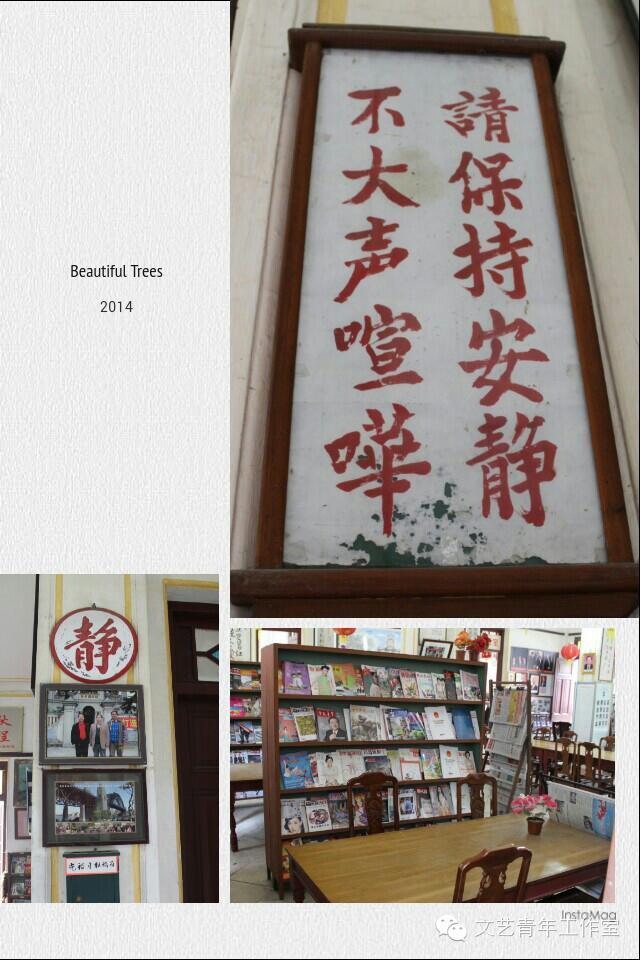 請保持安静
不大声喧嘩
Beautiful Trees
2014
静
InstaMag
文艺青年工作室